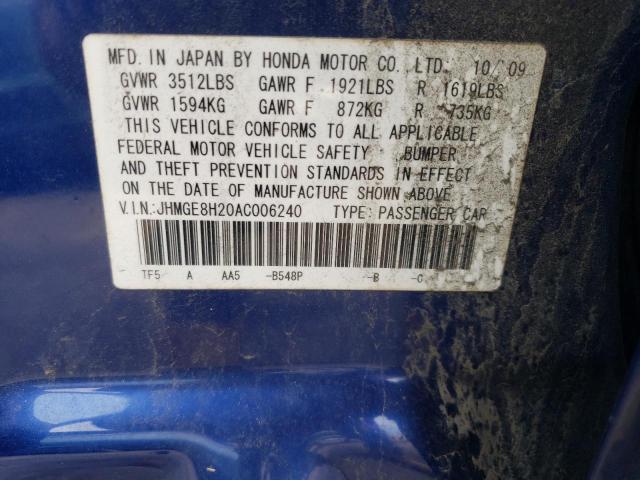 MFD. IN JAPAN BY HONDA MOTOR CO., LTD. 10/'09
GVWR 3512LBS GAWR F 1921LBS R 1619LBS
GVWR 1594KG GAWR F 872KG R 735KG
THIS VEHICLE CONFORMS TO ALL APPLICABLE
FEDERAL MOTOR VEHICLE SAFETY, BUMPER
AND THEFT PREVENTION STANDARDS IN EFFECT
ON THE DATE OF MANUFACTURE SHOWN ABOVE.
V.I.N.:JHMGE8H20AC006240 TYPE: PASSENGER CAR
TF5 A AA5 -B548P -B -C